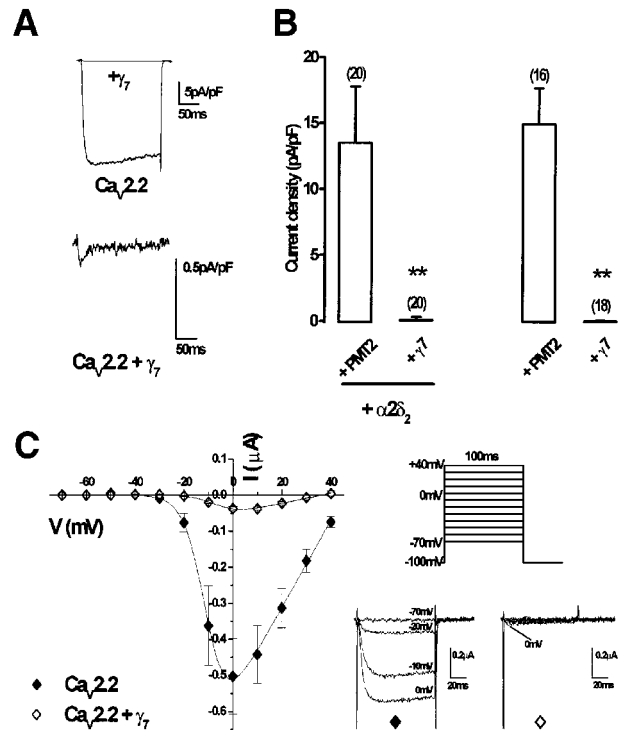 A
+γ7
5pA/pF
50ms
CaV2.2
0.5pA/pF
50ms
CaV2.2 + γ7
B
Current density (pA/pF)
20
15
10
5
0
(20)
**
(20)
(16)
**
(18)
+ PMT2
+ γ7
+ PMT2
+ γ7
+ α2δ2
C
I (μA)
V (mV)
-60 -40 -20 0 20 40
0.1
0.0
-0.1
-0.2
-0.3
-0.4
-0.5
-0.6
CaV2.2
CaV2.2 + γ7
100ms
+40mV
0mV
-70mV
-100mV
-70mV
-20mV
-10mV
0mV
0.2μA
20ms
0mV
0.2μA
20ms